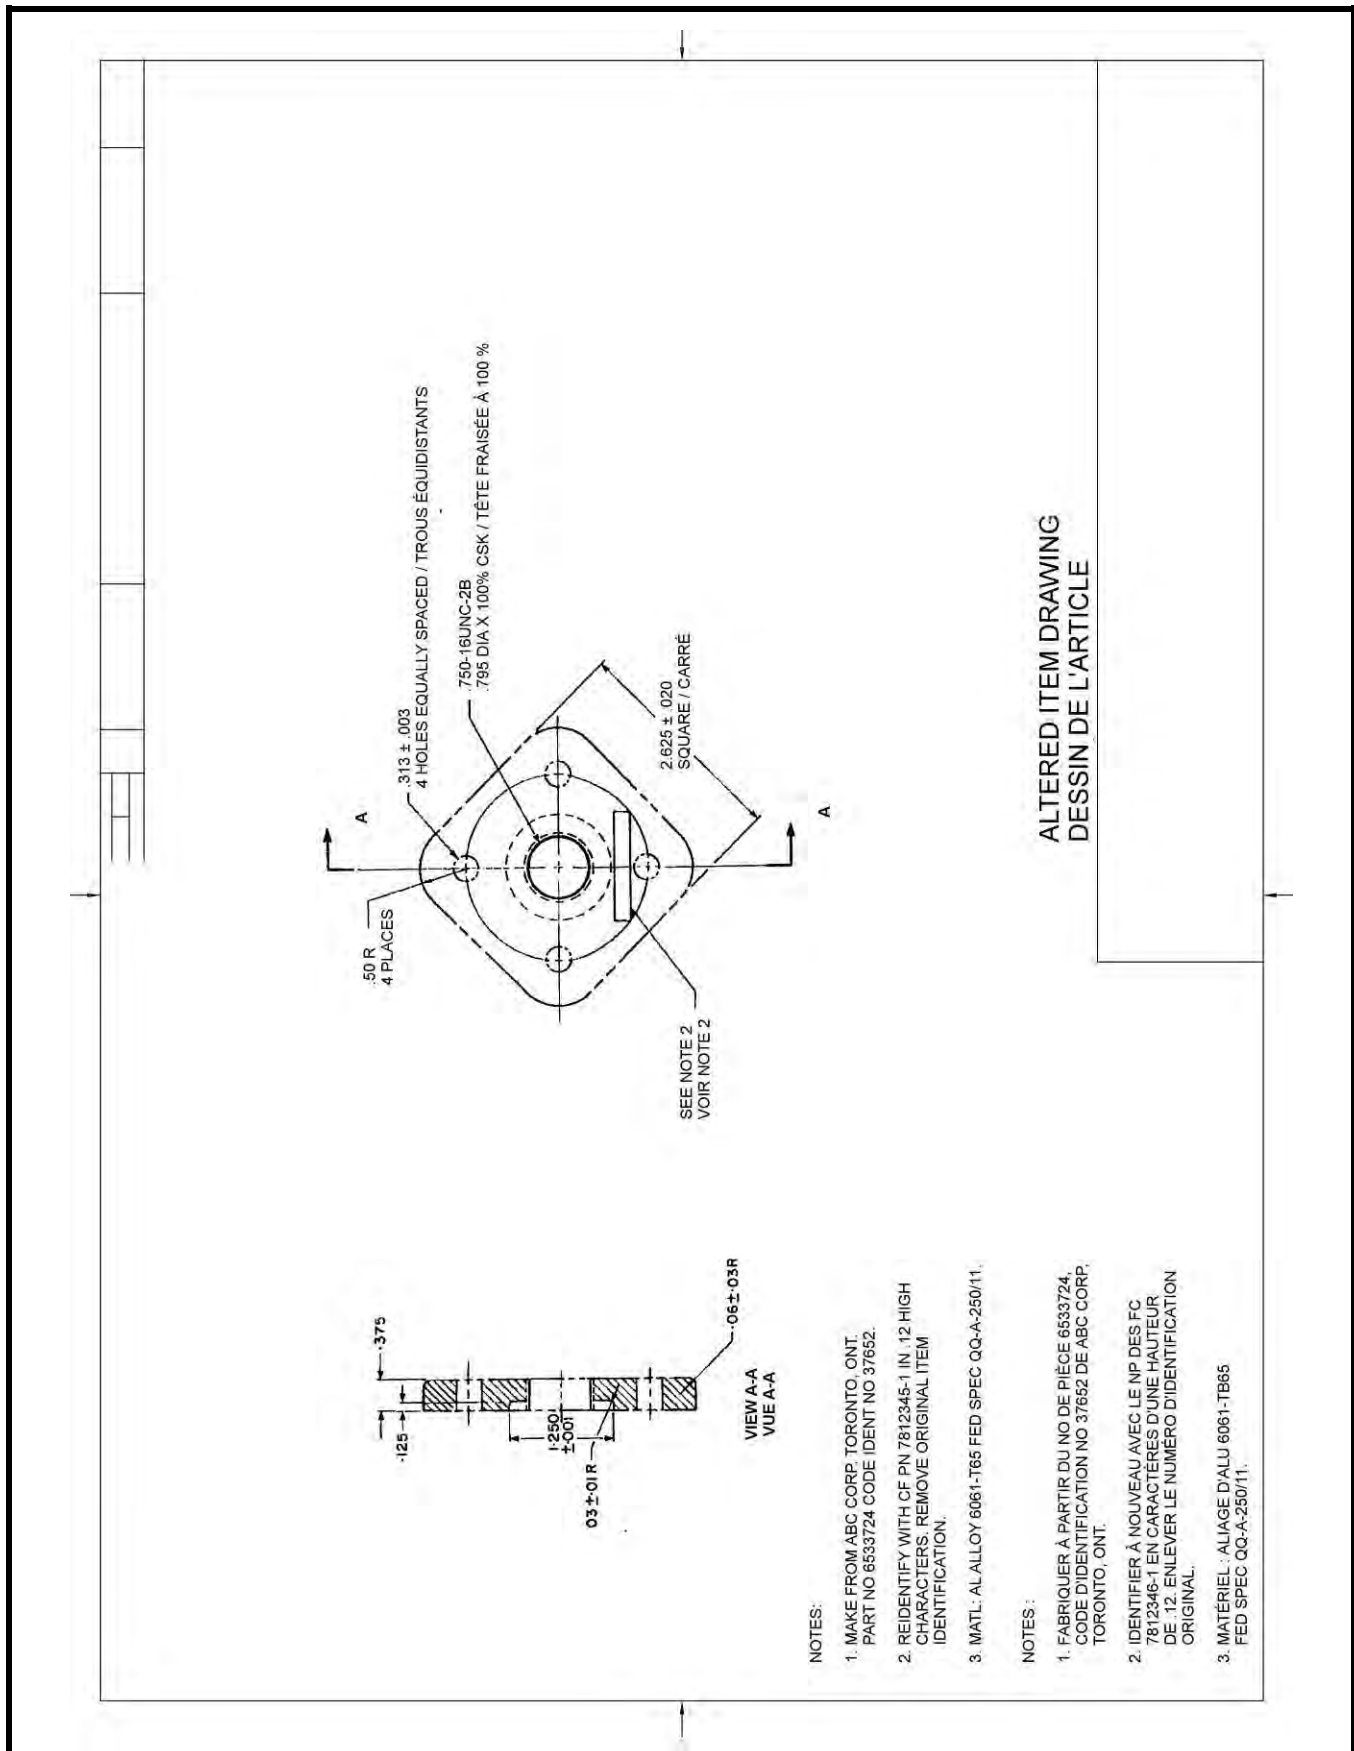 .375
.125
1.250
±.001
.03±.01R
.06±.03R
VIEW A-A
VUE A-A
.50 R
4 PLACES
.313 ± .003
4 HOLES EQUALLY SPACED / TROUS ÉQUIDISTANTS
.750-16UNC-2B
.795 DIA X 100% CSK / TÊTE FRAISÉE À 100 %
A
A
2.625 ± .020
SQUARE / CARRÉ
SEE NOTE 2
VOIR NOTE 2
NOTES:
1. MAKE FROM ABC CORP, TORONTO, ONT.
PART NO 6533724 CODE IDENT NO 37652.
2. REIDENTIFY WITH CF PN 7812345-1 IN .12 HIGH
CHARACTERS. REMOVE ORIGINAL ITEM
IDENTIFICATION.
3. MATL: AL ALLOY 6061-T65 FED SPEC QQ-A-250/11.
NOTES :
1. FABRIQUER À PARTIR DU NO DE PIÈCE 6533724,
CODE D'IDENTIFICATION NO 37652 DE ABC CORP,
TORONTO, ONT.
2. IDENTIFIER À NOUVEAU AVEC LE NP DES FC
7812346-1 EN CARACTÈRES D'UNE HAUTEUR
DE .12. ENLEVER LE NUMÉRO D'IDENTIFICATION
ORIGINAL.
3. MATÉRIEL : ALIAGE D'ALU 6061-TB65
FED SPEC QQ-A-250/11.
ALTERED ITEM DRAWING
DESSIN DE L'ARTICLE